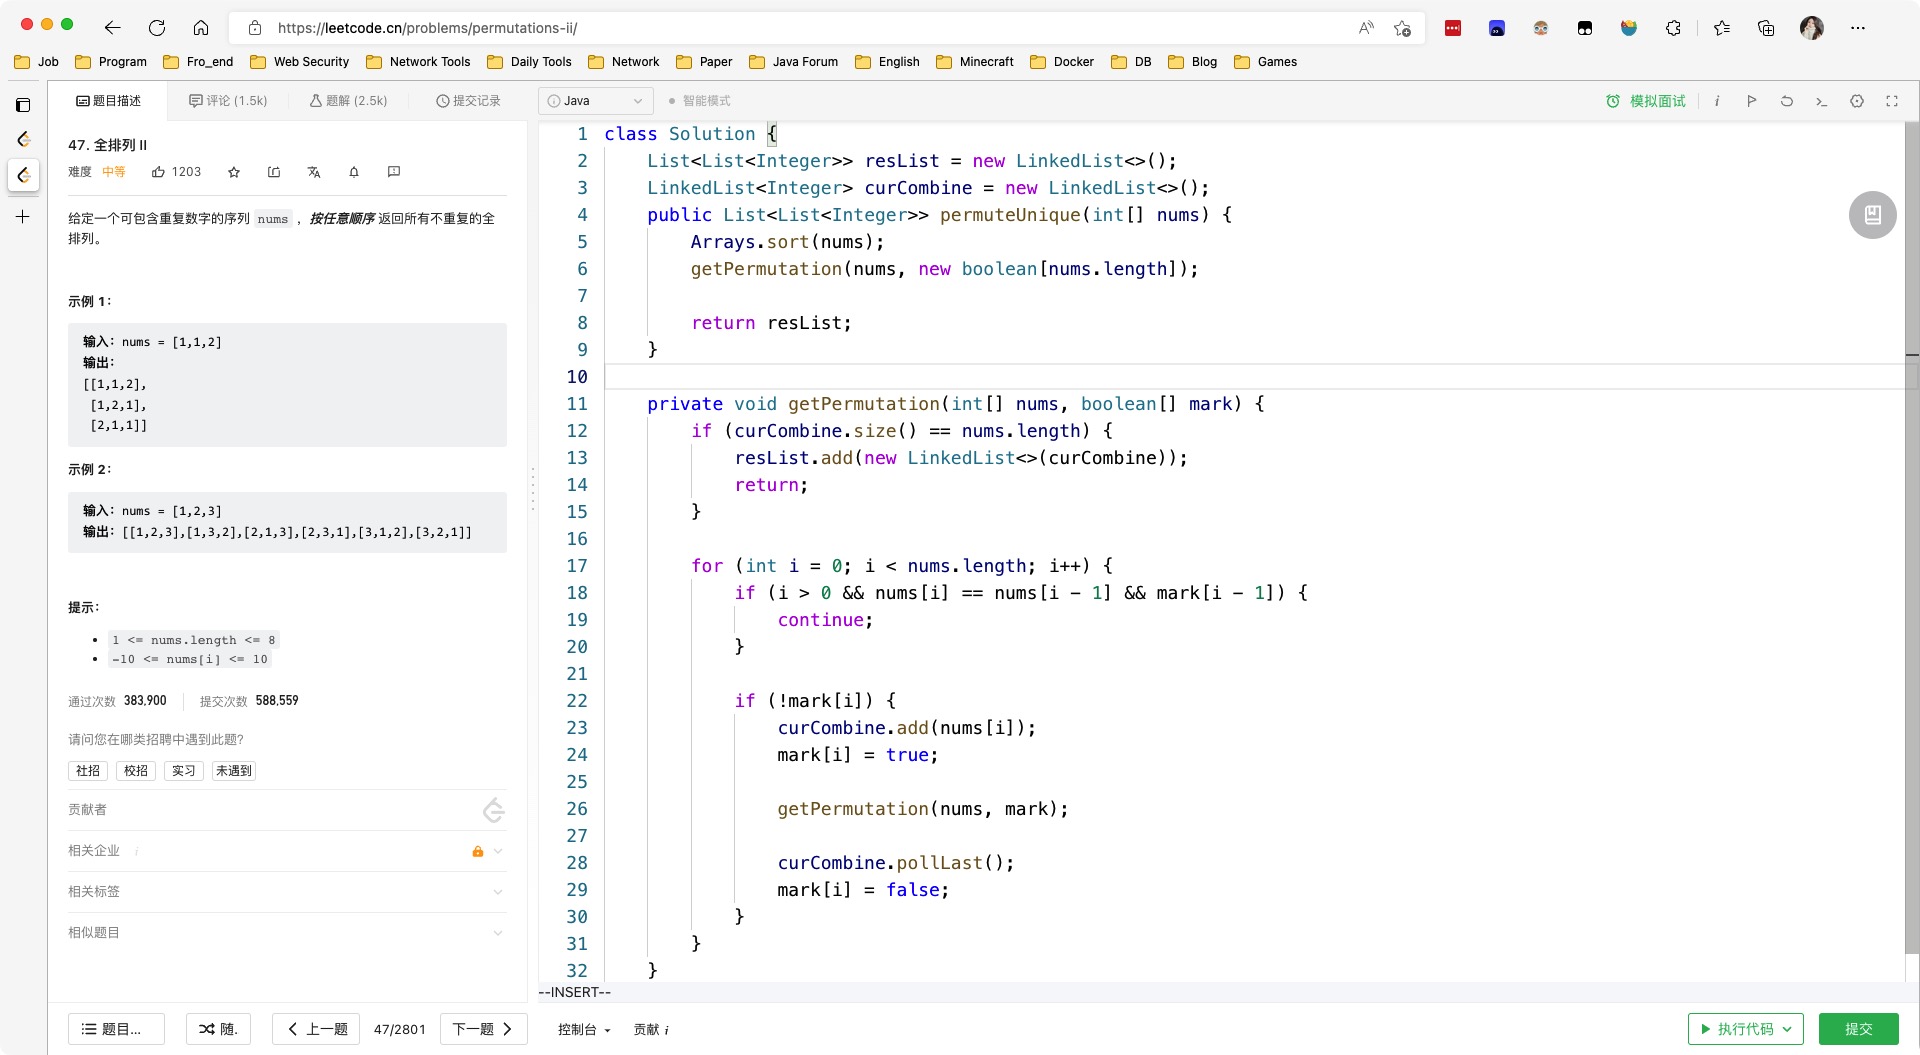 https://leetcode.cn/problems/permutations-ii/
Job Program Fro_end Web Security Network Tools Daily Tools Network Paper Java Forum English Minecraft Docker DB Blog Games
题目描述 评论 (1.5k) 题解 (2.5k) 提交记录
Java 智能模式 模拟面试
47. 全排列 II
难度 中等 1203
给定一个可包含重复数字的序列 nums ，按任意顺序 返回所有不重复的全
排列。
示例 1：
输入：nums = [1,1,2]
输出：
[[1,1,2],
[1,2,1],
[2,1,1]]
示例 2：
输入：nums = [1,2,3]
输出：[[1,2,3],[1,3,2],[2,1,3],[2,3,1],[3,1,2],[3,2,1]]
提示：
1 <= nums.length <= 8
-10 <= nums[i] <= 10
通过次数 383,900 提交次数 588,559
请问您在哪类招聘中遇到此题?
社招 校招 实习 未遇到
贡献者
相关企业 i
相关标签
相似题目
1 class Solution {
2 List<List<Integer>> resList = new LinkedList<>();
3 LinkedList<Integer> curCombine = new LinkedList<>();
4 public List<List<Integer>> permuteUnique(int[] nums) {
5 Arrays.sort(nums);
6 getPermutation(nums, new boolean[nums.length]);
7
8 return resList;
9 }
10
11 private void getPermutation(int[] nums, boolean[] mark) {
12 if (curCombine.size() == nums.length) {
13 resList.add(new LinkedList<>(curCombine));
14 return;
15 }
16
17 for (int i = 0; i < nums.length; i++) {
18 if (i > 0 && nums[i] == nums[i - 1] && mark[i - 1]) {
19 continue;
20 }
21
22 if (!mark[i]) {
23 curCombine.add(nums[i]);
24 mark[i] = true;
25
26 getPermutation(nums, mark);
27
28 curCombine.pollLast();
29 mark[i] = false;
30 }
31 }
32 }
--INSERT--
题目... 随. 上一题 47/2801 下一题 控制台 贡献 i 执行代码 提交